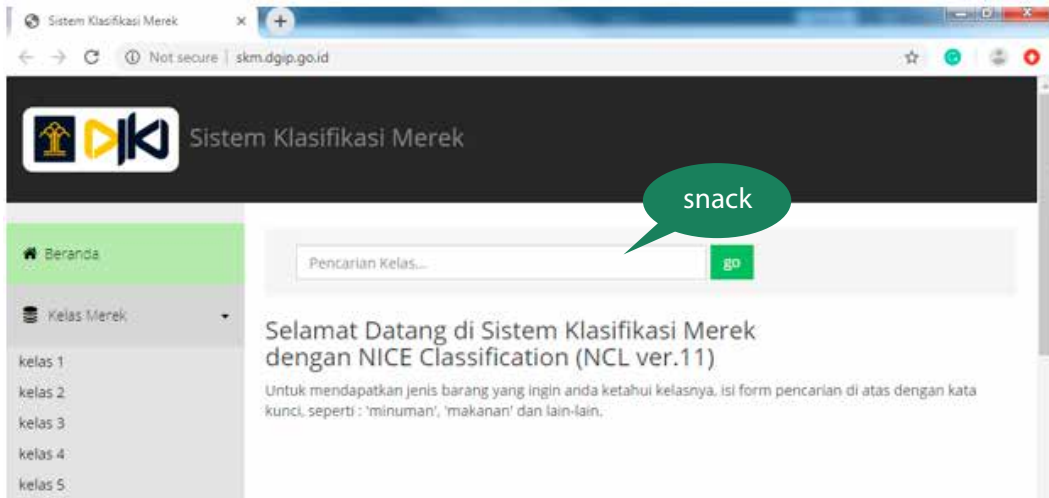 Sistem Klasifikasi Merek
Not secure | skm.dgip.go.id
DJKI Sistem Klasifikasi Merek
snack
Beranda
Pencarian Kelas...
go
Kelas Merek
Selamat Datang di Sistem Klasifikasi Merek
dengan NICE Classification (NCL ver.11)
kelas 1
Untuk mendapatkan jenis barang yang ingin anda ketahui kelasnya, isi form pencarian di atas dengan kata
kelas 2
kunci, seperti : 'minuman', 'makanan' dan lain-lain.
kelas 3
kelas 4
kelas 5